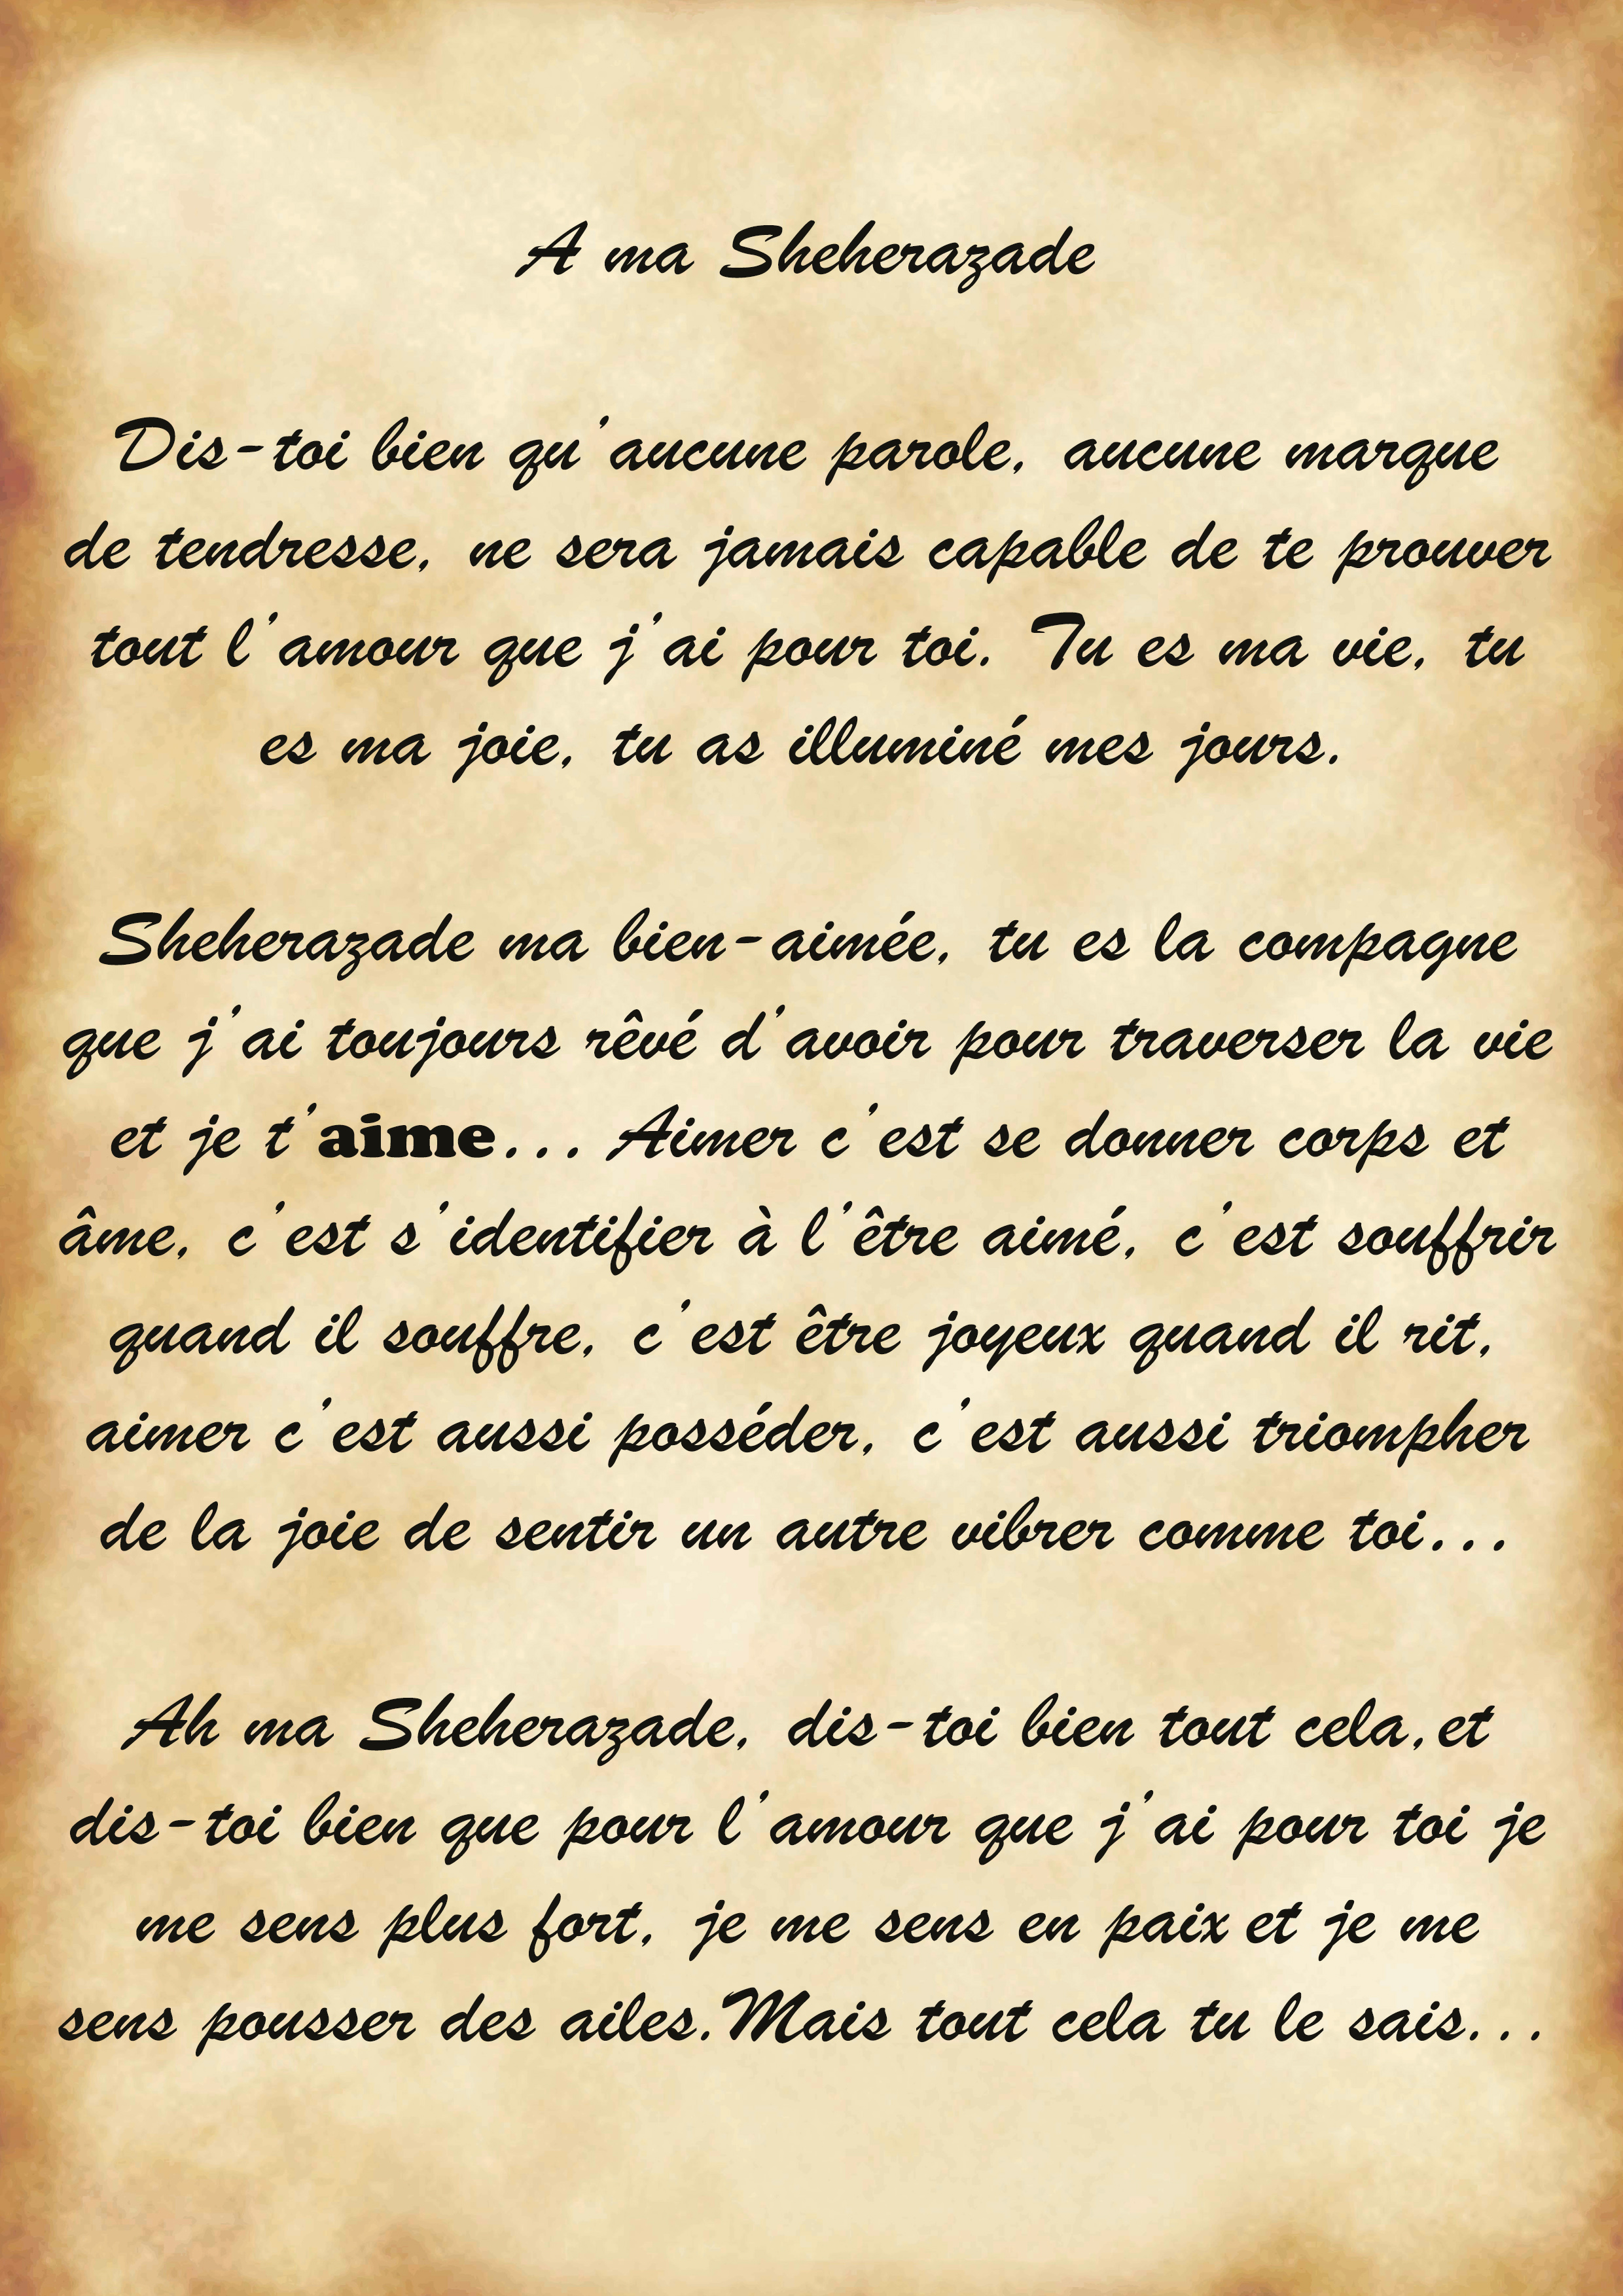 A ma Sheherazade
Dis-toi bien qu'aucune parole, aucune marque
de tendresse, ne sera jamais capable de te prouver
tout l'amour que j'ai pour toi. Tu es ma vie, tu
es ma joie, tu as illuminé mes jours.
Sheherazade ma bien-aimée, tu es la compagne
que j'ai toujours rêvé d'avoir pour traverser la vie
et je t'aime... Aimer c'est se donner corps et
âme, c'est s'identifier à l'être aimé, c'est souffrir
quand il souffre, c'est être joyeux quand il rit,
aimer c'est aussi posséder, c'est aussi triompher
de la joie de sentir un autre vibrer comme toi...
Ah ma Sheherazade, dis-toi bien tout cela,et
dis-toi bien que pour l'amour que j'ai pour toi je
me sens plus fort, je me sens en paix et je me
sens pousser des ailes.Mais tout cela tu le sais...